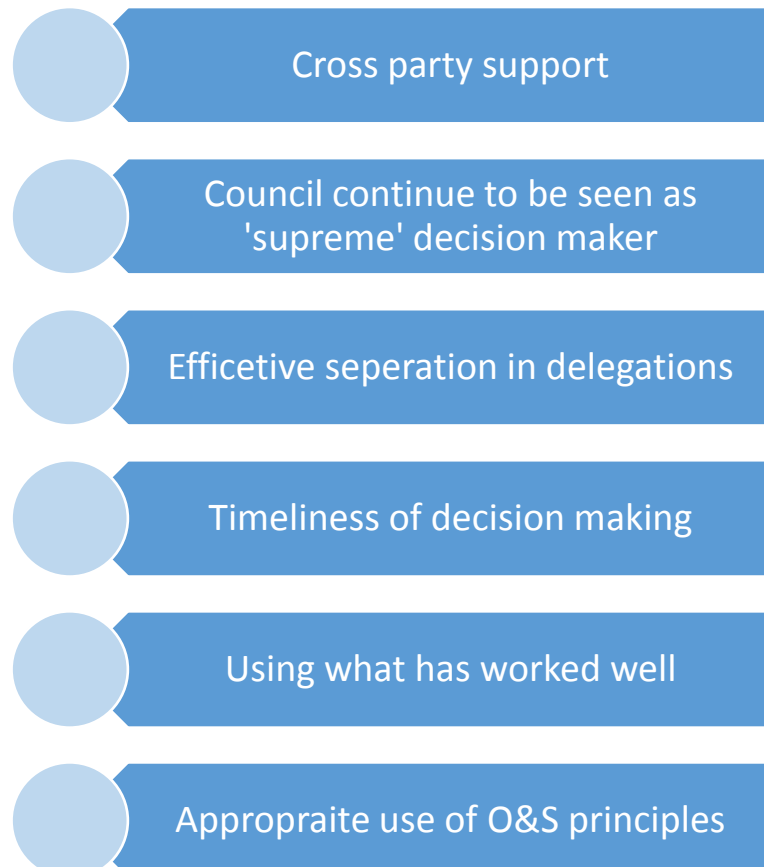 Cross party support
Council continue to be seen as
'supreme' decision maker
Efficetive seperation in delegations
Timeliness of decision making
Using what has worked well
Appropraite use of O&S principles